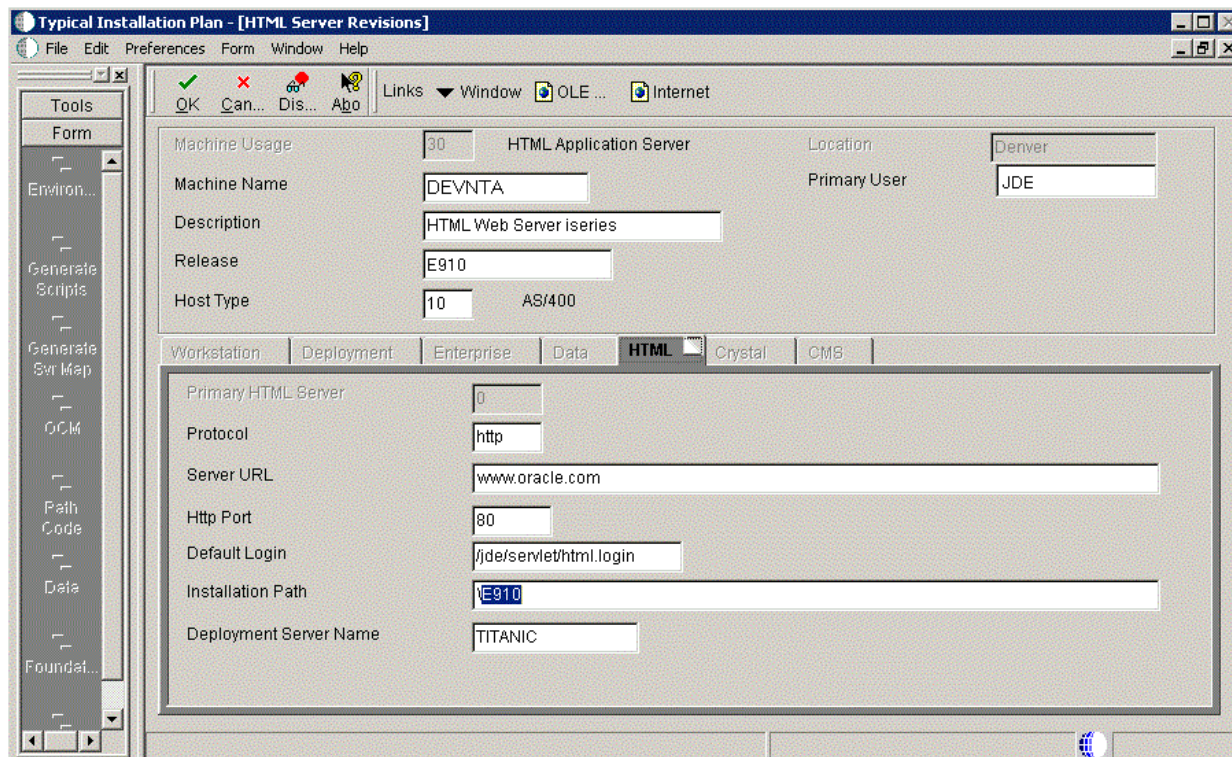 Typical Installation Plan - [HTML Server Revisions]
File Edit Preferences Form Window Help
OK Can... Dis... Abo Links Window OLE ... Internet
Tools
Form
Environ...
Generate
Scripts
Generate
Svr Map
OCM
Path
Code
Data
Foundat...
Machine Usage 30 HTML Application Server Location Denver
Machine Name DEVNTA Primary User JDE
Description HTML Web Server iseries
Release E910
Host Type 10 AS/400
Workstation Deployment Enterprise Data HTML Crystal CMS
Primary HTML Server 0
Protocol http
Server URL www.oracle.com
Http Port 80
Default Login /jde/servlet/html.login
Installation Path \E910
Deployment Server Name TITANIC